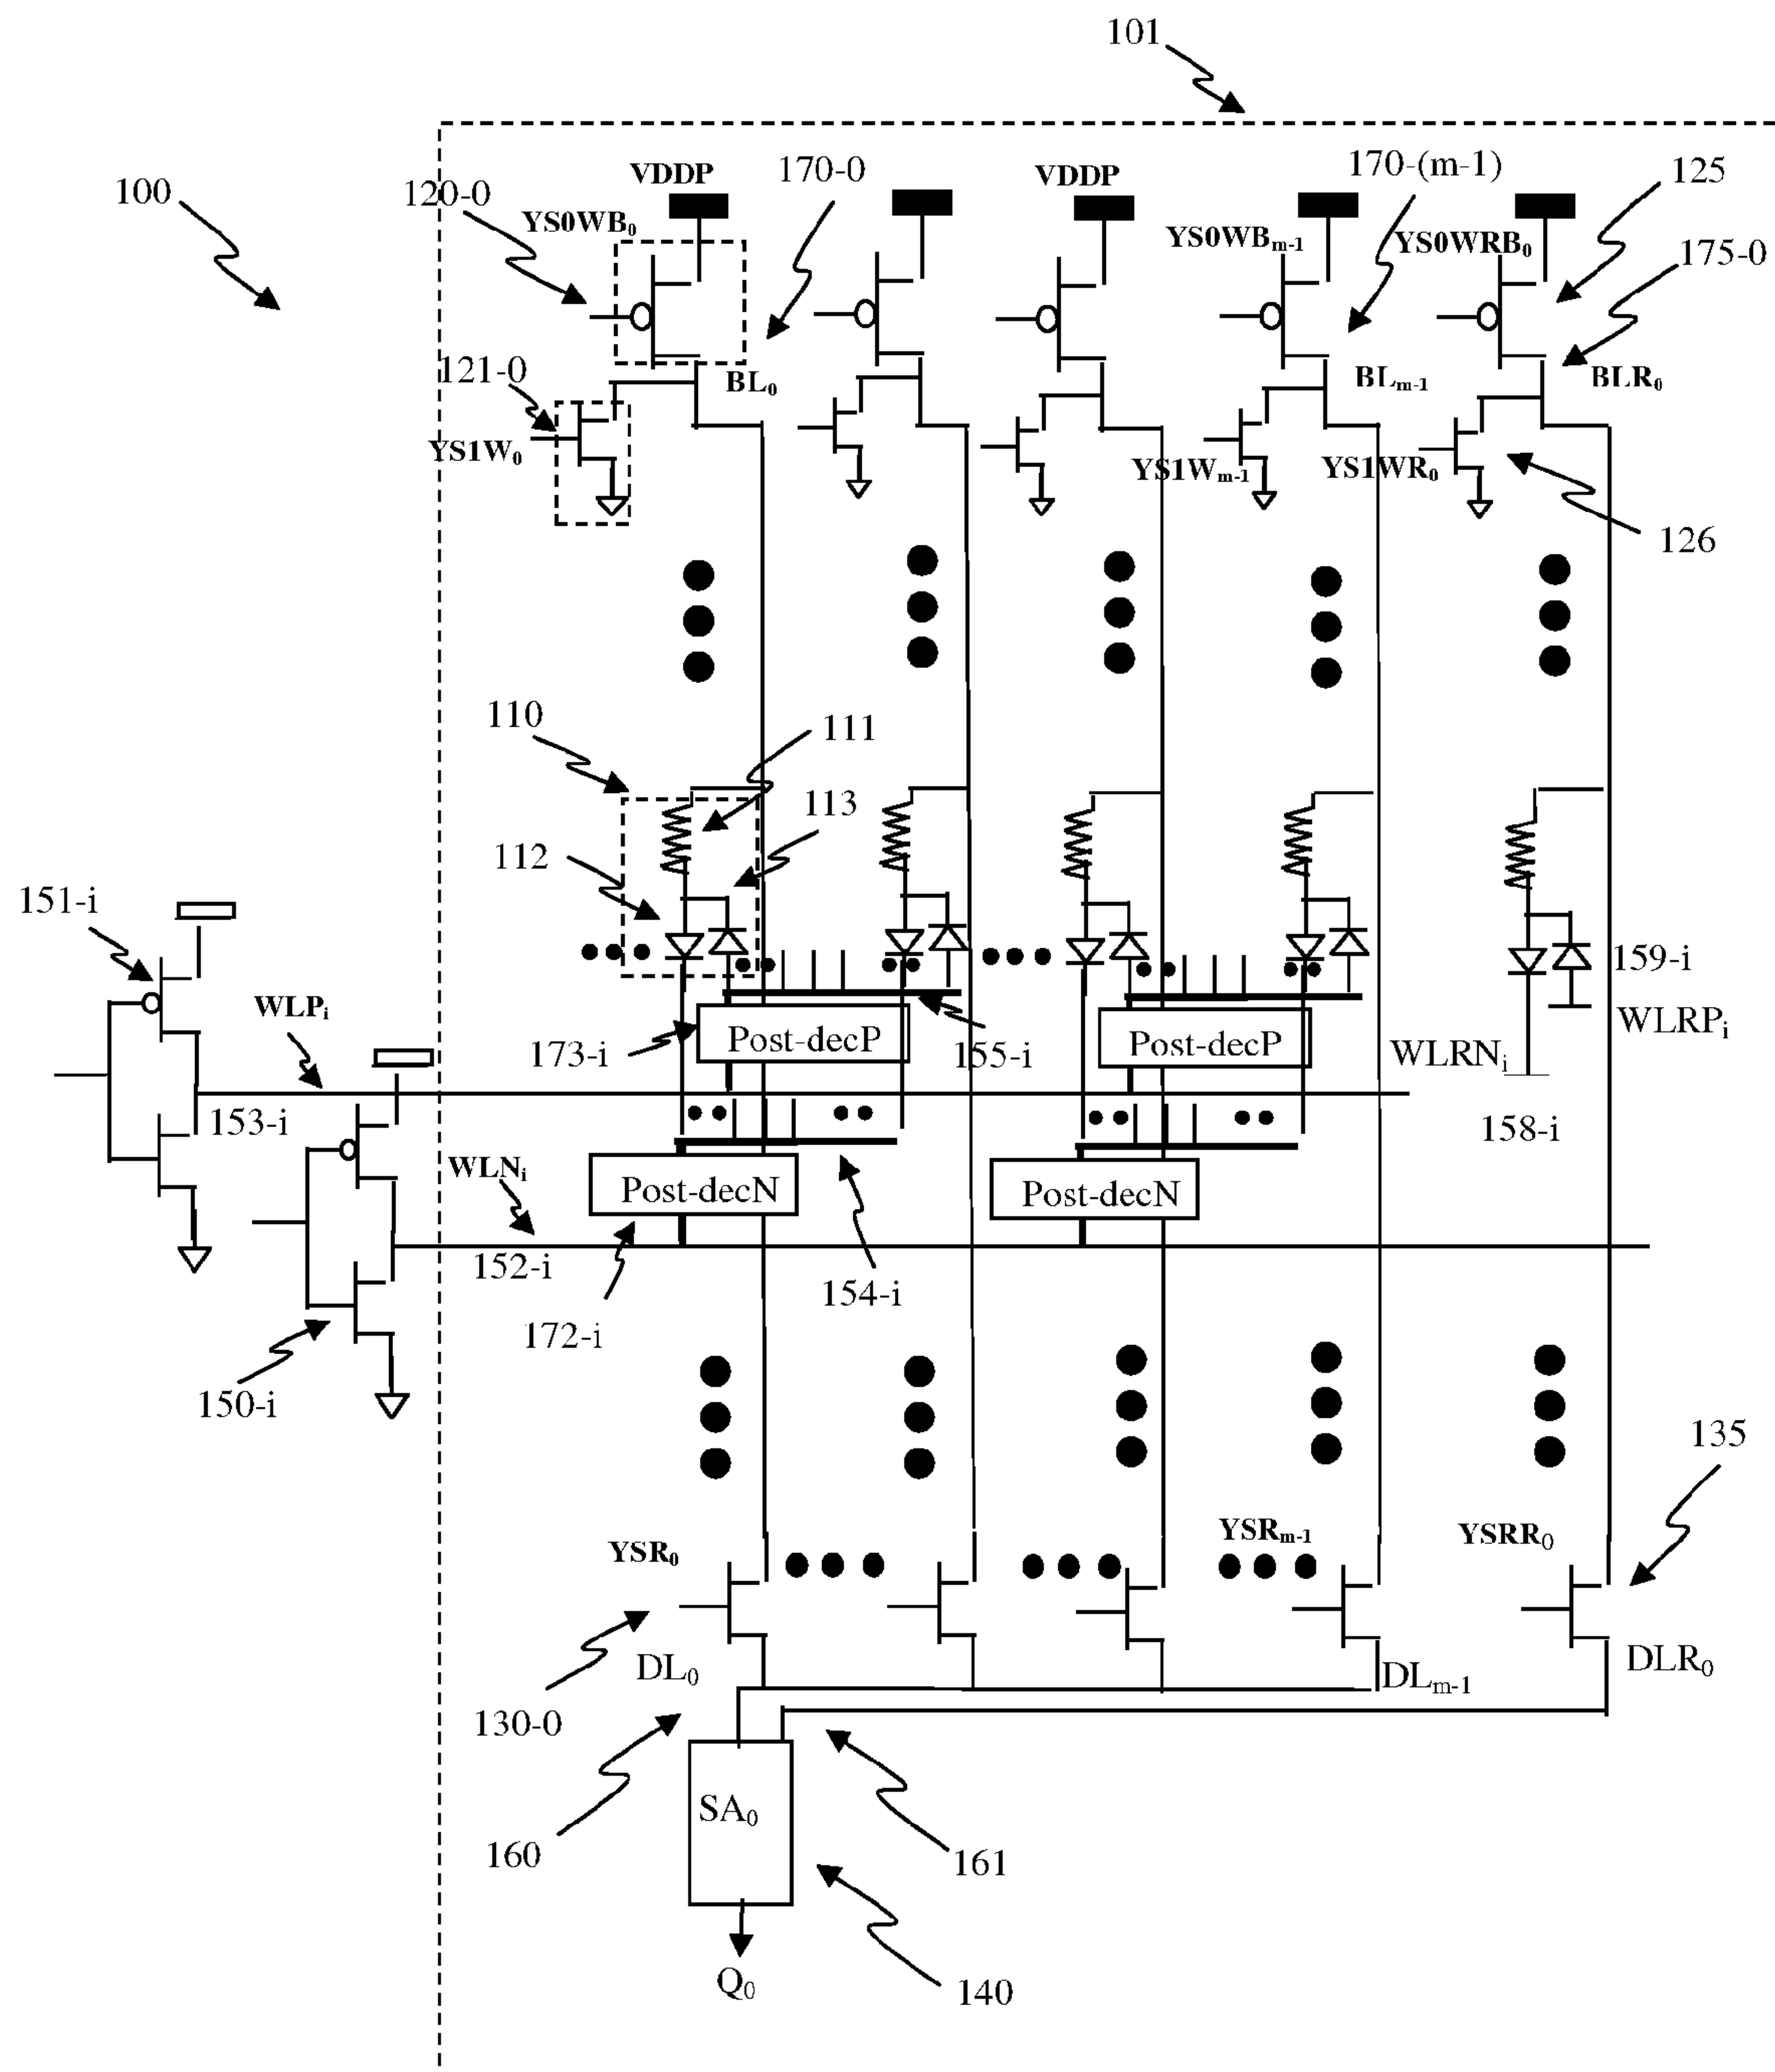 101
100
120-0
VDDP
170-0
VDDP
170-(m-1)
125
YS0WB₀
YS0WBₘ₋₁
YS0WRB₀
175-0
121-0
BL₀
BLₘ₋₁
BLR₀
YS1W₀
YS1Wₘ₋₁
YS1WR₀
126
110
111
113
112
151-i
159-i
WLPᵢ
173-i
Post-decP
155-i
Post-decP
WLRNᵢ
WLRPᵢ
153-i
158-i
WLNᵢ
Post-decN
Post-decN
152-i
154-i
172-i
150-i
135
YSR₀
YSRₘ₋₁
YSRR₀
DL₀
DLₘ₋₁
DLR₀
130-0
SA₀
160
161
Q₀
140